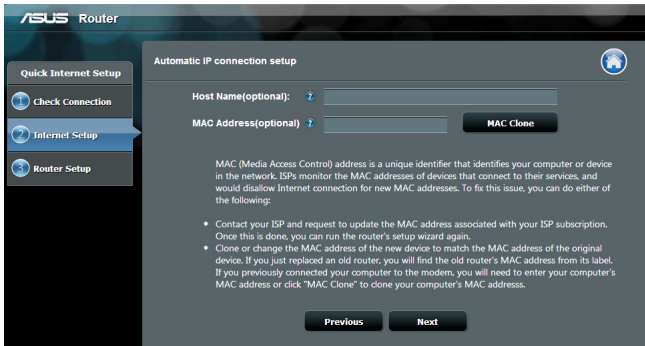 ASUS Router
Quick Internet Setup
1 Check Connection
2 Internet Setup
3 Router Setup
Automatic IP connection setup
Host Name(optional): ?
MAC Address(optional) ?
MAC Clone
MAC (Media Access Control) address is a unique identifier that identifies your computer or device
in the network. ISPs monitor the MAC addresses of devices that connect to their services, and
would disallow Internet connection for new MAC addresses. To fix this issue, you can do either of
the following:
• Contact your ISP and request to update the MAC address associated with your ISP subscription.
Once this is done, you can run the router's setup wizard again.
• Clone or change the MAC address of the new device to match the MAC address of the original
device. If you just replaced an old router, you will find the old router's MAC address from its label.
If you previously connected your computer to the modem, you will need to enter your computer's
MAC address or click "MAC Clone" to clone your computer's MAC addresss.
Previous
Next